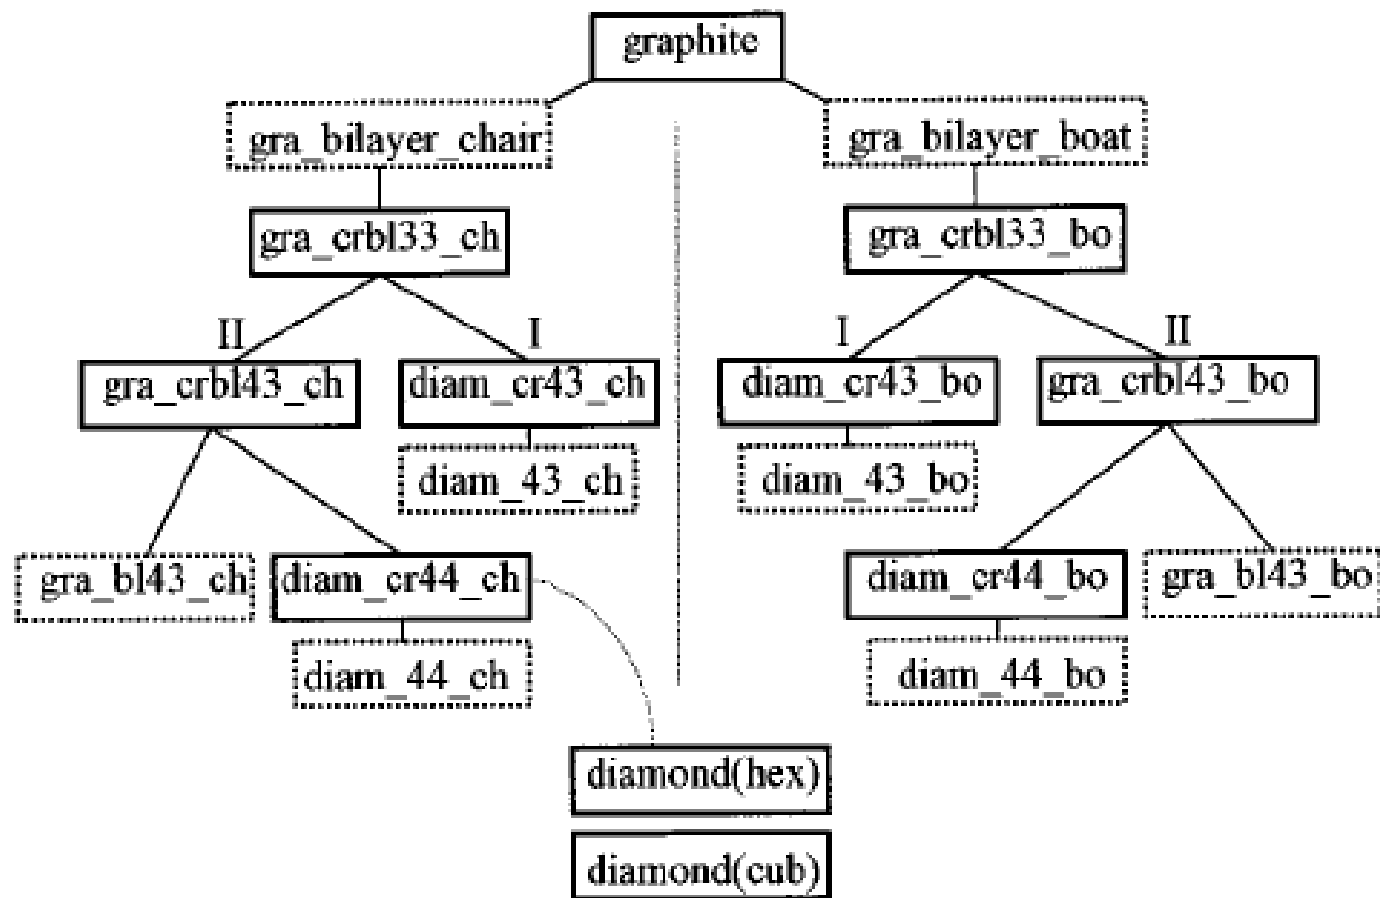 graphite
gra_bilayer_chair
gra_bilayer_boat
gra_crbl33_ch
gra_crbl33_bo
II
I
I
II
gra_crbl43_ch
diam_cr43_ch
diam_cr43_bo
gra_crbl43_bo
diam_43_ch
diam_43_bo
gra_bl43_ch
diam_cr44_ch
diam_cr44_bo
gra_bl43_bo
diam_44_ch
diam_44_bo
diamond(hex)
diamond(cub)